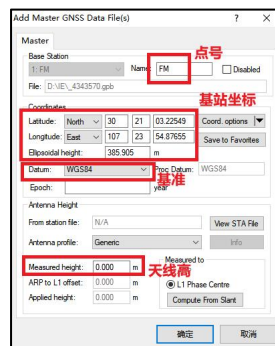 Add Master GNSS Data File(s) ? ×
Master
点号
Base Station
1: FM Name: FM Disabled
File: D:\IE\_4343570.gpb
基站坐标
Coordinates
Latitude: North 30 21 03.22549 Coord. options
Longitude: East 107 23 54.87655 Save to Favorites
Ellipsoidal height: 385.905 m
Datum: WGS84 Proc Datum: WGS84
基准
Epoch: year
Antenna Height
From station file: N/A View STA File
Antenna profile: Generic Info
天线高
Measured to
Measured height: 0.000 m
ARP to L1 offset: 0.000 m L1 Phase Centre
Applied height: 0.000 m Compute From Slant
确定 取消